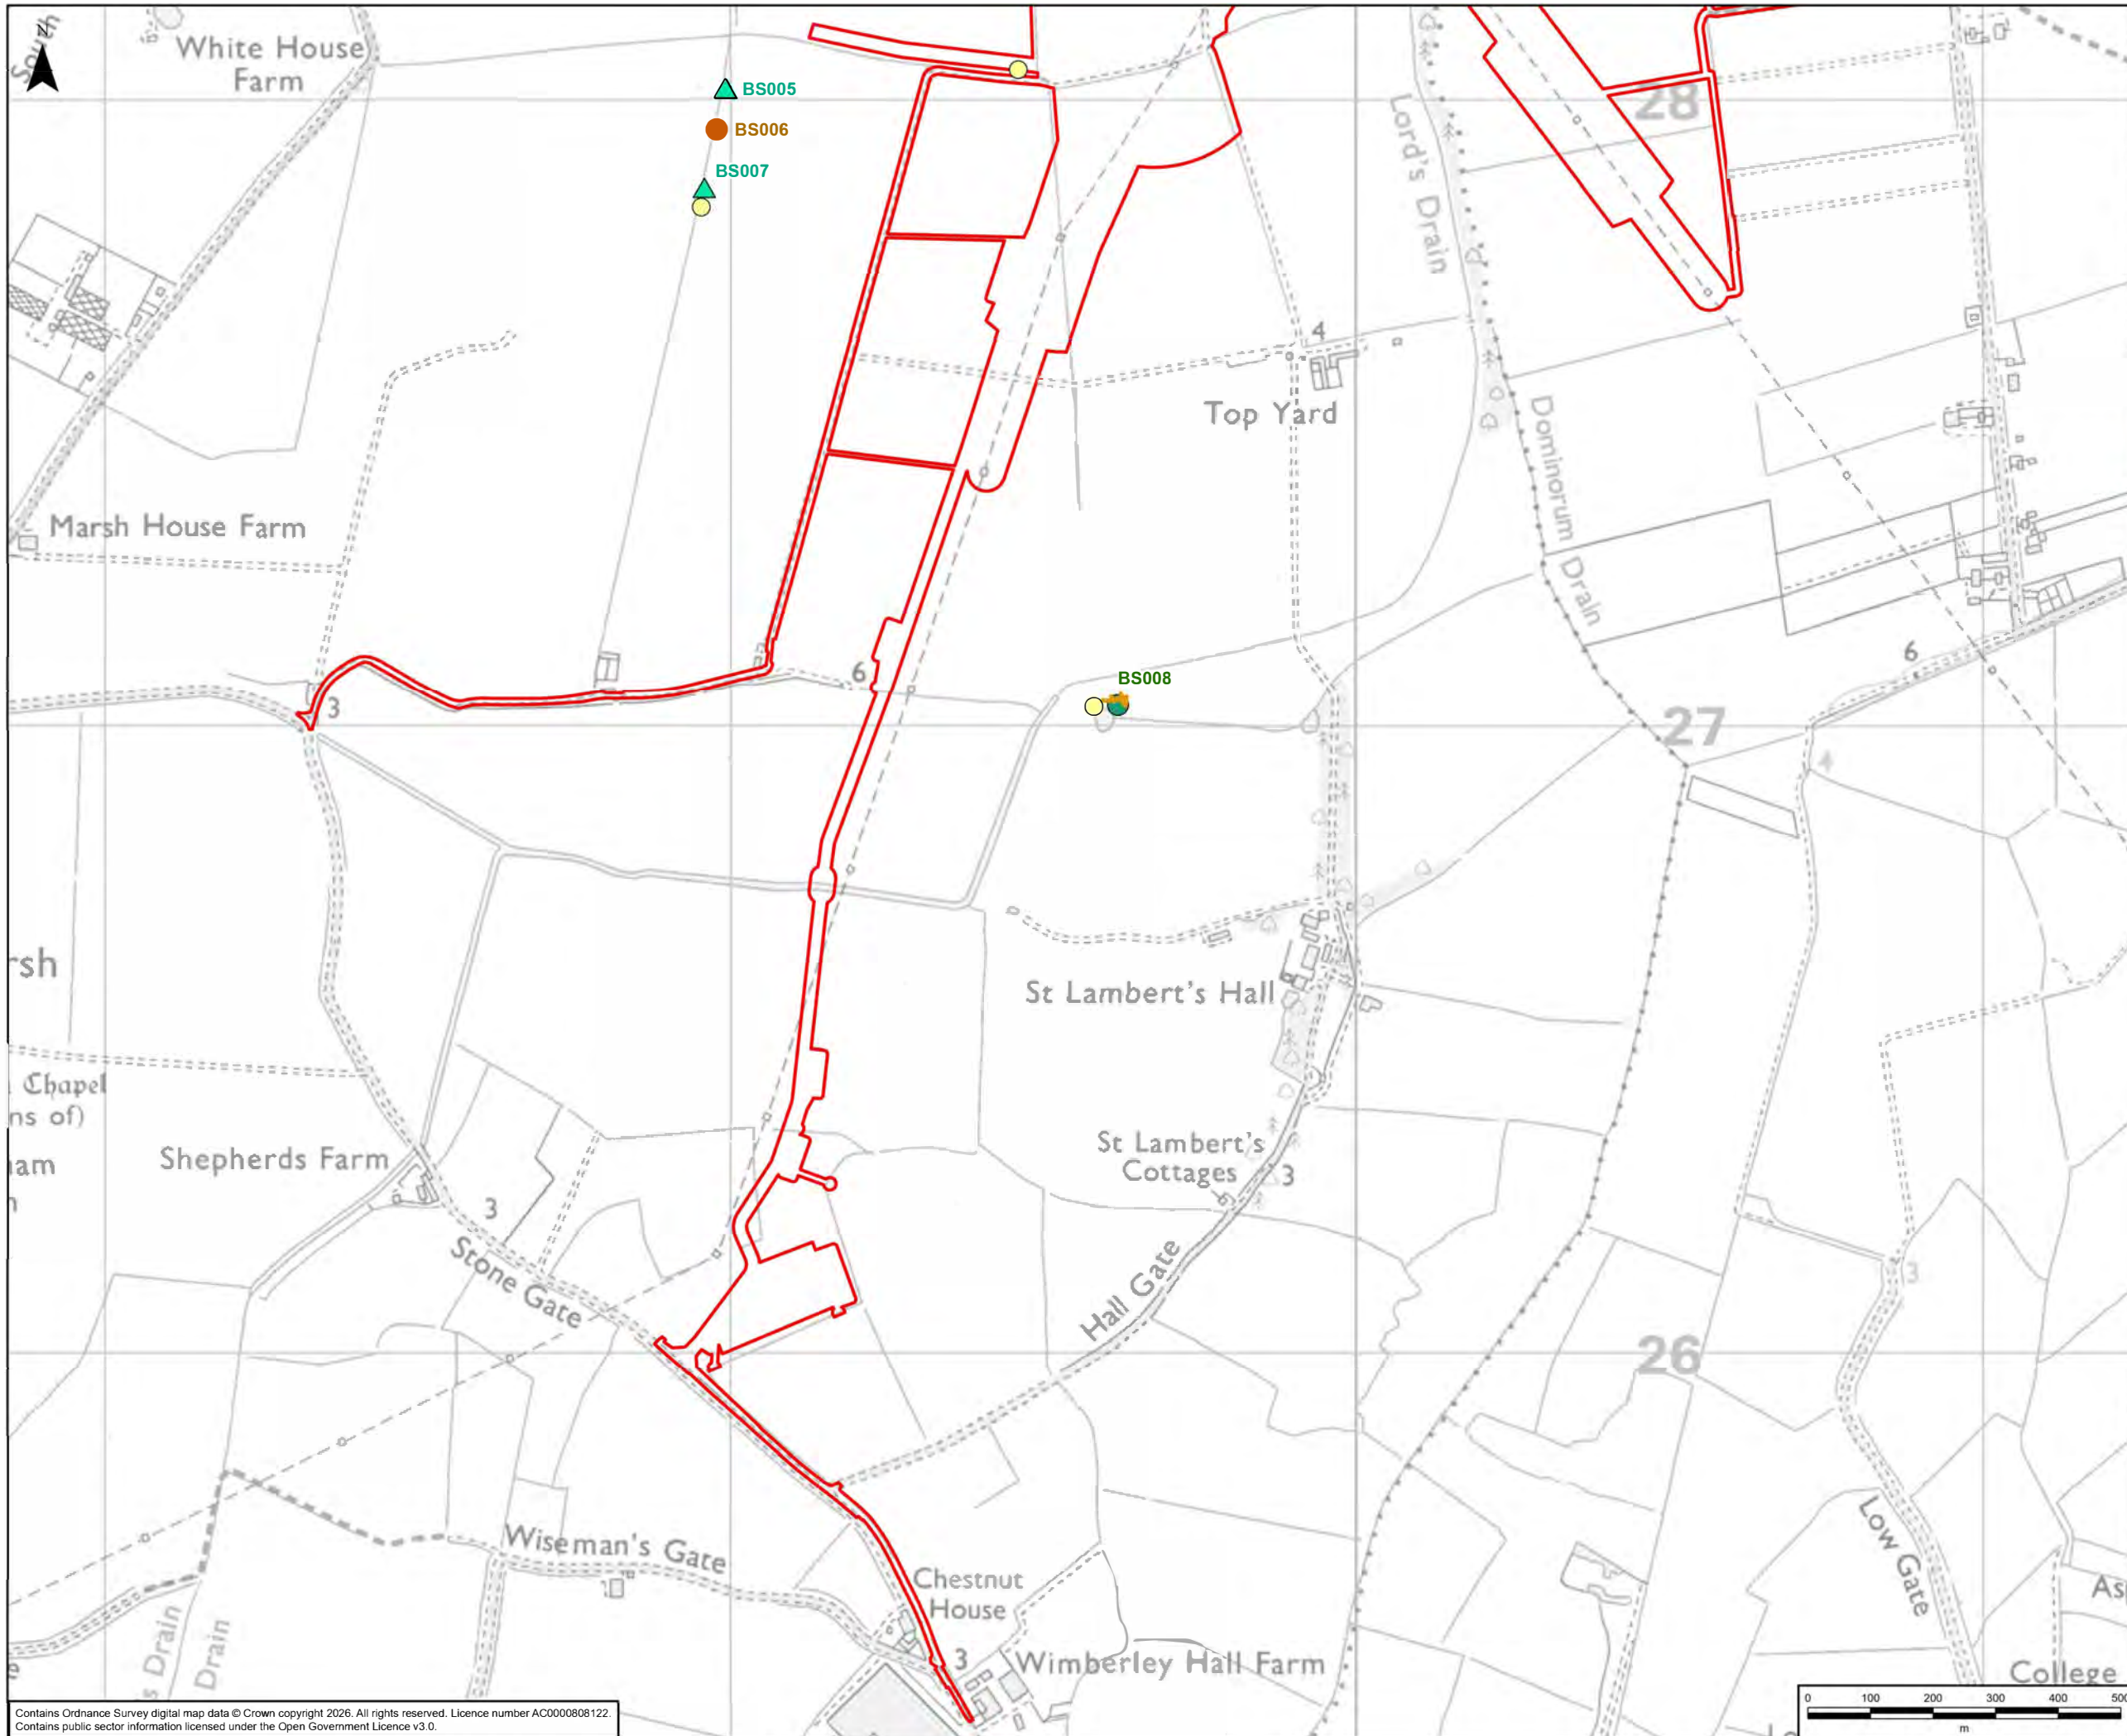 South
N
White House
Farm
BS005
BS006
BS007
28
Lord's Drain
4
Top Yard
Dominorum Drain
Marsh House Farm
6
3
6
BS008
27
4
rsh
St Lambert's Hall
Chapel
ns of)
am
Shepherds Farm
St Lambert's
Cottages
3
3
Stone Gate
Hall Gate
3
26
Low Gate
Wiseman's Gate
Chestnut
House
As
s Drain
Drain
3
Wimberley Hall Farm
College
Contains Ordnance Survey digital map data © Crown copyright 2026. All rights reserved. Licence number AC0000808122.
Contains public sector information licensed under the Open Government Licence v3.0.
0 100 200 300 400 500
m